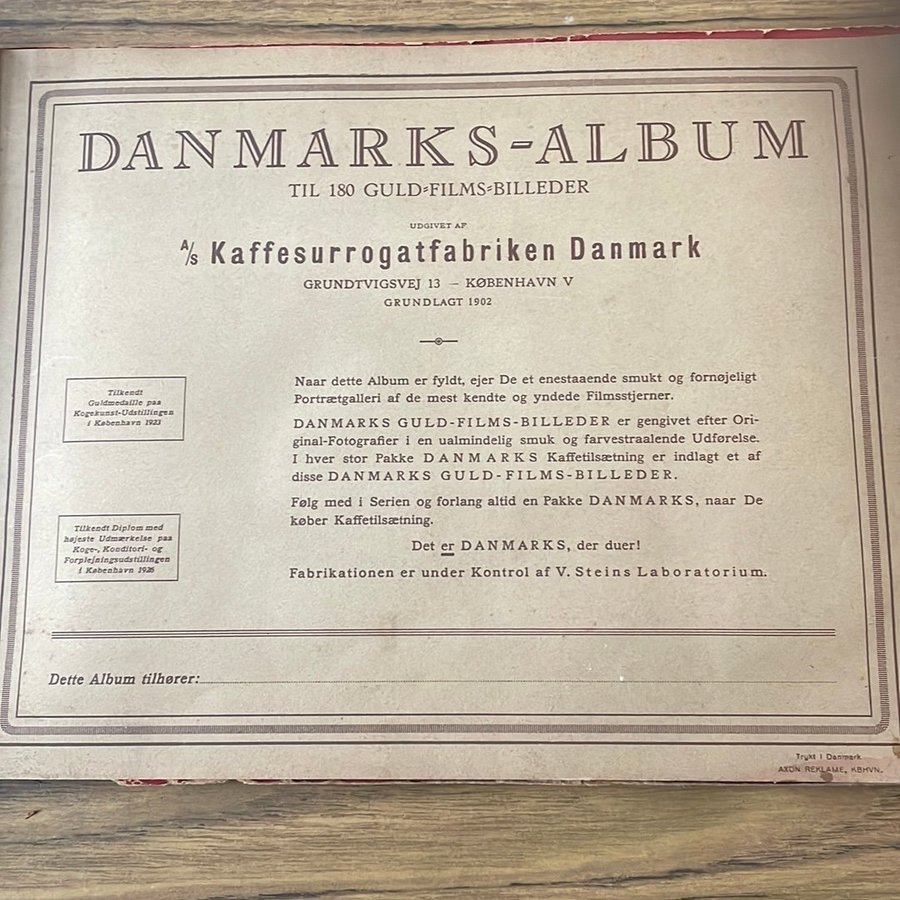 DANMARKS-ALBUM
TIL 180 GULD-FILMS-BILLEDER
UDGIVET AF
A/S Kaffesurrogatfabriken Danmark
GRUNDTVIGSVEJ 13 – KØBENHAVN V
GRUNDLAGT 1902
Tilkendt
Guldmedaille paa
Kogekunst-Udstillingen
i København 1923
Tilkendt Diplom med
højeste Udmærkelse paa
Koge-, Konditori- og
Forplejningsudstillingen
i København 1926
Naar dette Album er fyldt, ejer De et enestaaende smukt og fornøjeligt
Portrætgalleri af de mest kendte og yndede Filmsstjerner.
DANMARKS GULD-FILMS-BILLEDER er gengivet efter Ori-
ginal-Fotografier i en ualmindelig smuk og farvestraalende Udførelse.
I hver stor Pakke DANMARKS Kaffetilsætning er indlagt et af
disse DANMARKS GULD-FILMS-BILLEDER.
Følg med i Serien og forlang altid en Pakke DANMARKS, naar De
køber Kaffetilsætning.
Det er DANMARKS, der duer!
Fabrikationen er under Kontrol af V. Steins Laboratorium.
Dette Album tilhører:
Trykt i Danmark
AXON REKLAME, KBHVN.